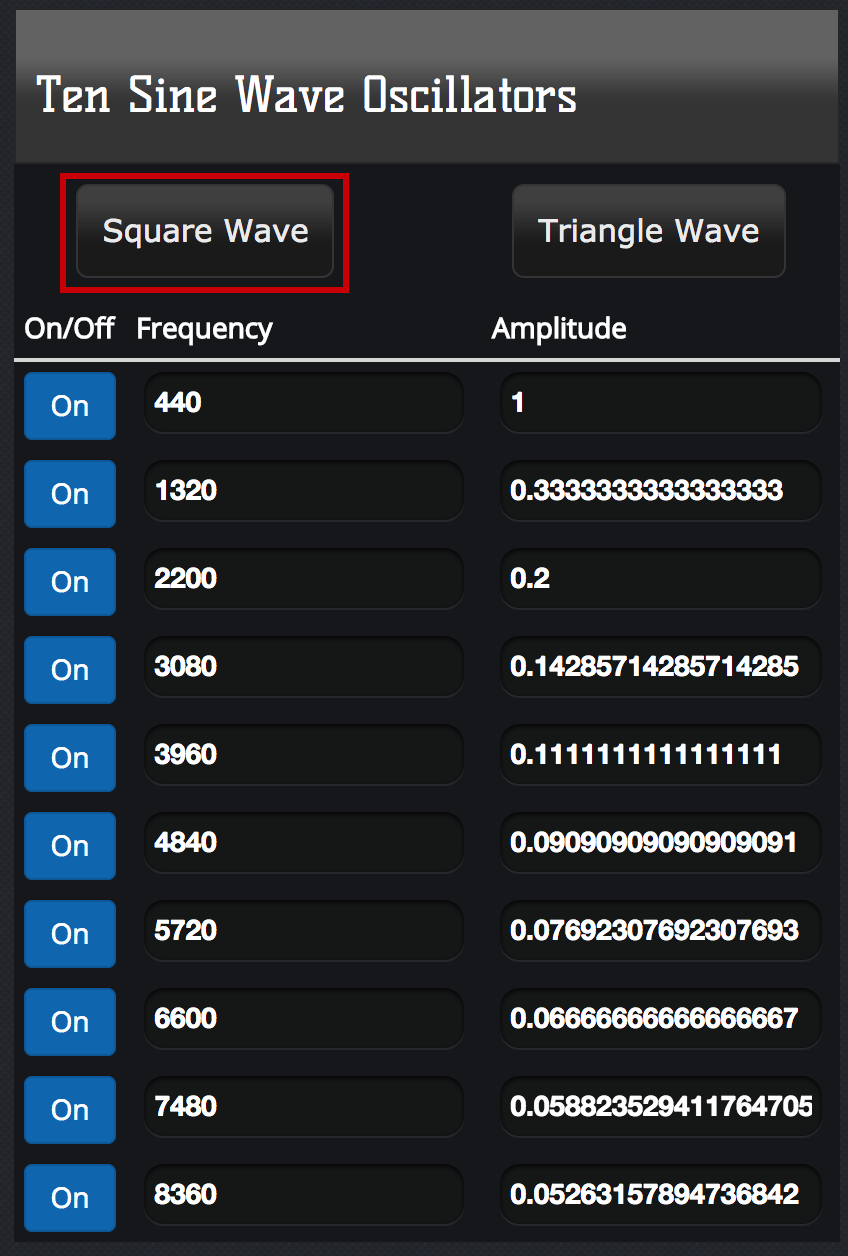 Ten Sine Wave Oscillators
Square Wave Triangle Wave
On/Off Frequency Amplitude
On 440 1
On 1320 0.3333333333333333
On 2200 0.2
On 3080 0.14285714285714285
On 3960 0.1111111111111111
On 4840 0.09090909090909091
On 5720 0.07692307692307693
On 6600 0.06666666666666667
On 7480 0.058823529411764705
On 8360 0.05263157894736842